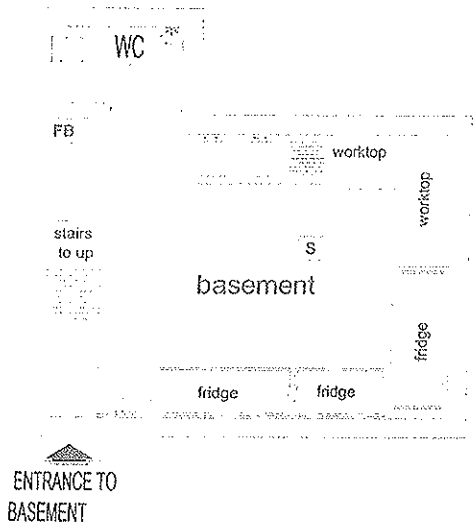 WC
FB
worktop
worktop
stairs
to up
S
basement
fridge
fridge
fridge
ENTRANCE TO
BASEMENT